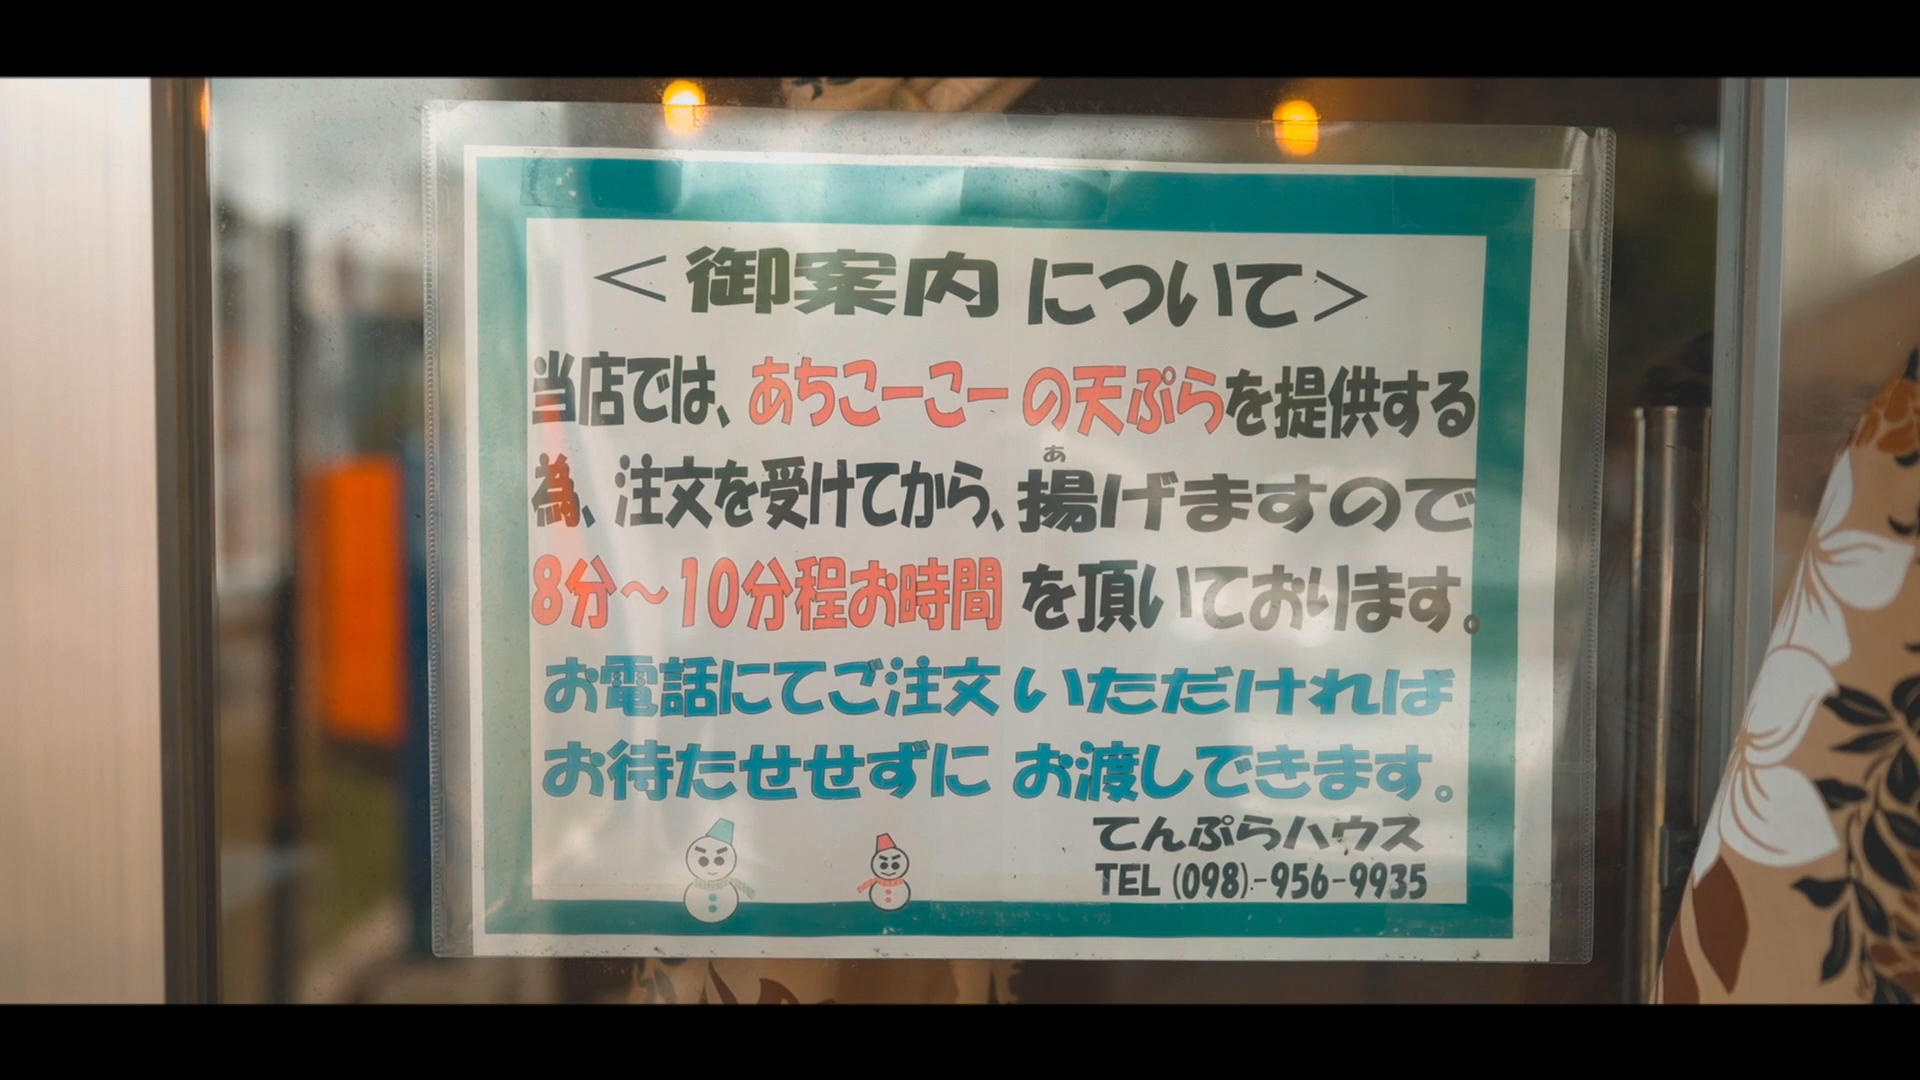 ＜御案内について＞
当店では、あちこーこーの天ぷらを提供する
あ
為、注文を受けてから、揚げますので
8分～10分程お時間を頂いております。
お電話にてご注文いただければ
お待たせせずにお渡しできます。
てんぷらハウス
TEL (098)-956-9935